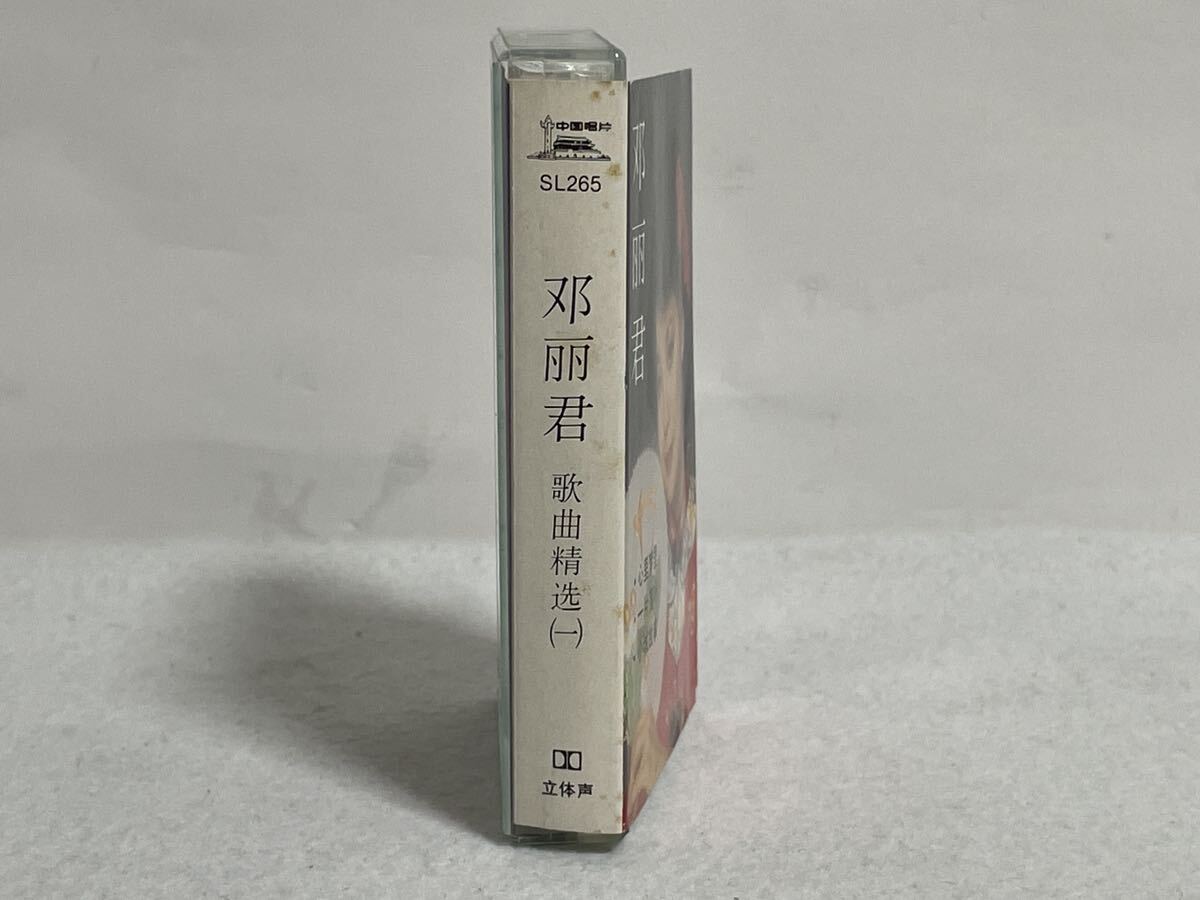 中国唱片
SL265
邓丽君
歌曲精选(一)
立体声
邓丽君